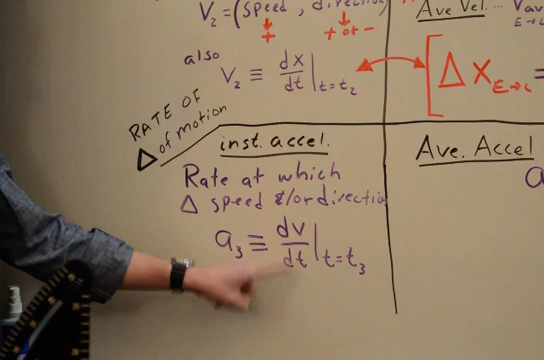 V₂ = (speed, direction)
+ + or -
also
V₂ ≡ dx/dt |t=t₂
Ave Vel...
[Δ X E→L =
Δ RATE OF
of motion
inst. accel.
Rate at which
Δ speed &/or direction
a₃ ≡ dv/dt |t=t₃
Ave. Accel
a